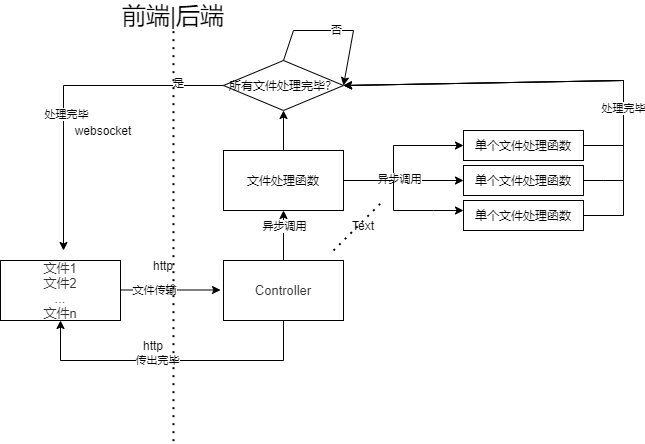 前端 后端
否
是
所有文件处理完毕?
处理完毕
websocket
处理完毕
单个文件处理函数
文件处理函数
异步调用
单个文件处理函数
单个文件处理函数
异步调用
Text
文件1
文件2
...
文件n
http
文件传输
Controller
http
传出完毕